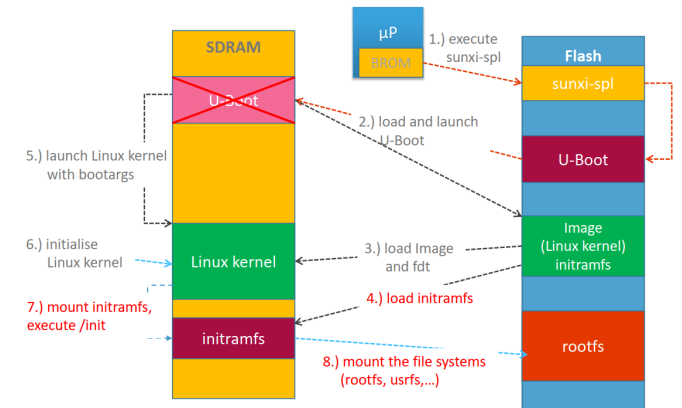 µP
BROM
1.) execute
sunxi-spl
SDRAM
Flash
U-Boot
sunxi-spl
2.) load and launch
U-Boot
U-Boot
5.) launch Linux kernel
with bootargs
Image
(Linux kernel)
initramfs
6.) initialise
Linux kernel
Linux kernel
3.) load Image
and fdt
7.) mount initramfs,
execute /init
4.) load initramfs
initramfs
rootfs
8.) mount the file systems
(rootfs, usrfs,...)